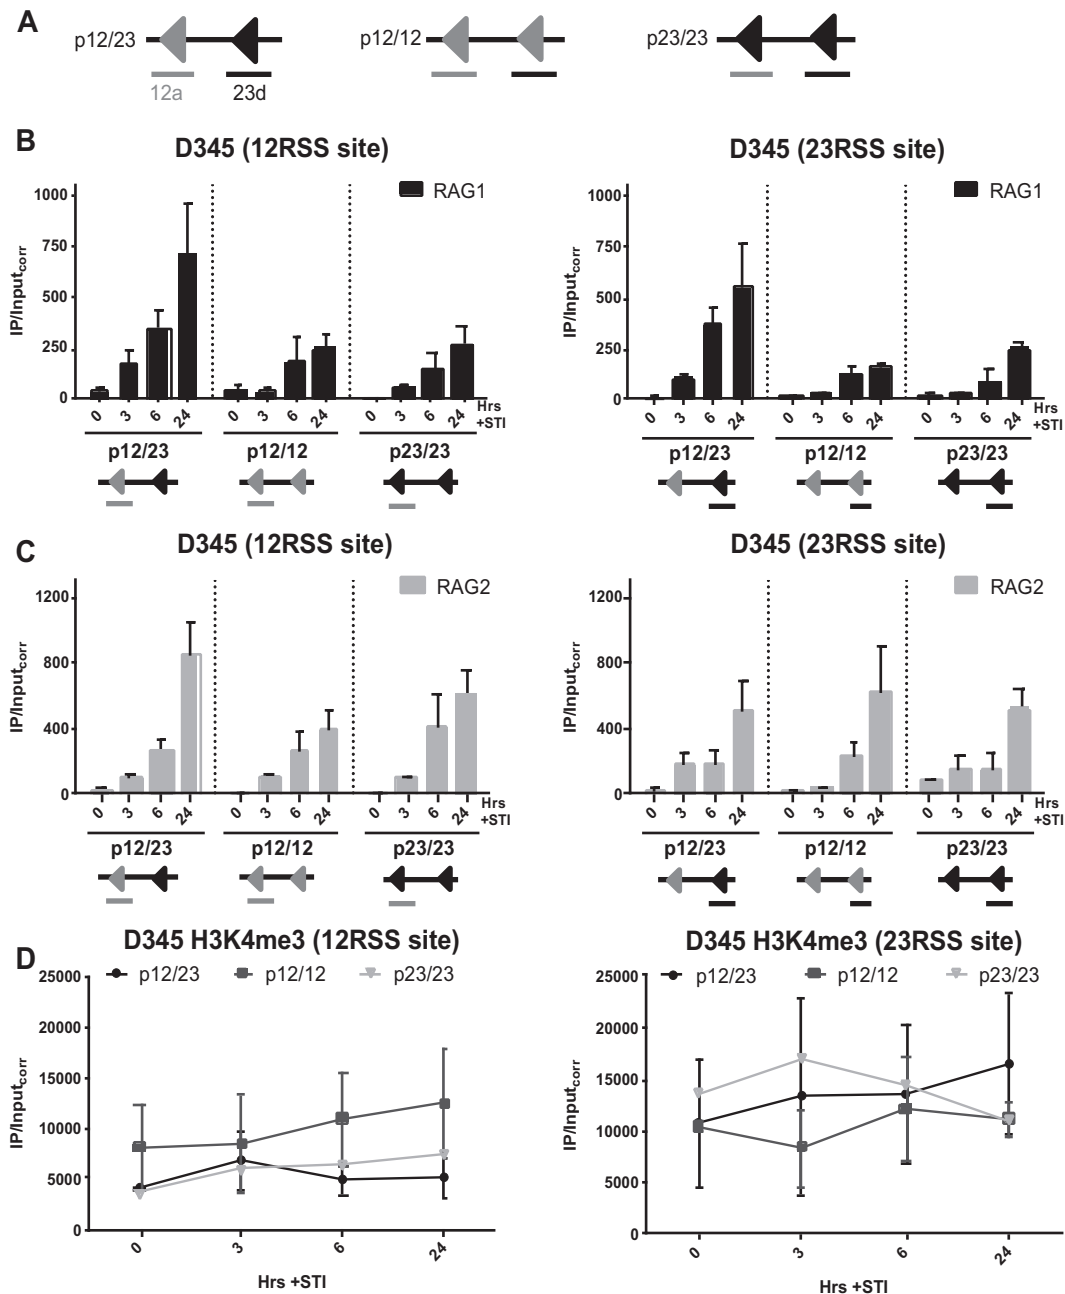 A
p12/23
p12/12
p23/23
12a
23d
B
D345 (12RSS site)
D345 (23RSS site)
RAG1
IP/Inputcorr
1000
750
500
250
0
0 3 6 24
0 3 6 24
0 3 6 24
Hrs
+STI
p12/23
p12/12
p23/23
RAG1
IP/Inputcorr
1000
750
500
250
0
0 3 6 24
0 3 6 24
0 3 6 24
Hrs
+STI
p12/23
p12/12
p23/23
C
D345 (12RSS site)
D345 (23RSS site)
RAG2
IP/Inputcorr
1200
800
400
0
0 3 6 24
0 3 6 24
0 3 6 24
Hrs
+STI
p12/23
p12/12
p23/23
RAG2
IP/Inputcorr
1200
800
400
0
0 3 6 24
0 3 6 24
0 3 6 24
Hrs
+STI
p12/23
p12/12
p23/23
D
D345 H3K4me3 (12RSS site)
D345 H3K4me3 (23RSS site)
p12/23
p12/12
p23/23
IP/Inputcorr
25000
20000
15000
10000
5000
0
0 3 6 24
Hrs +STI
p12/23
p12/12
p23/23
IP/Inputcorr
25000
20000
15000
10000
5000
0
0 3 6 24
Hrs +STI